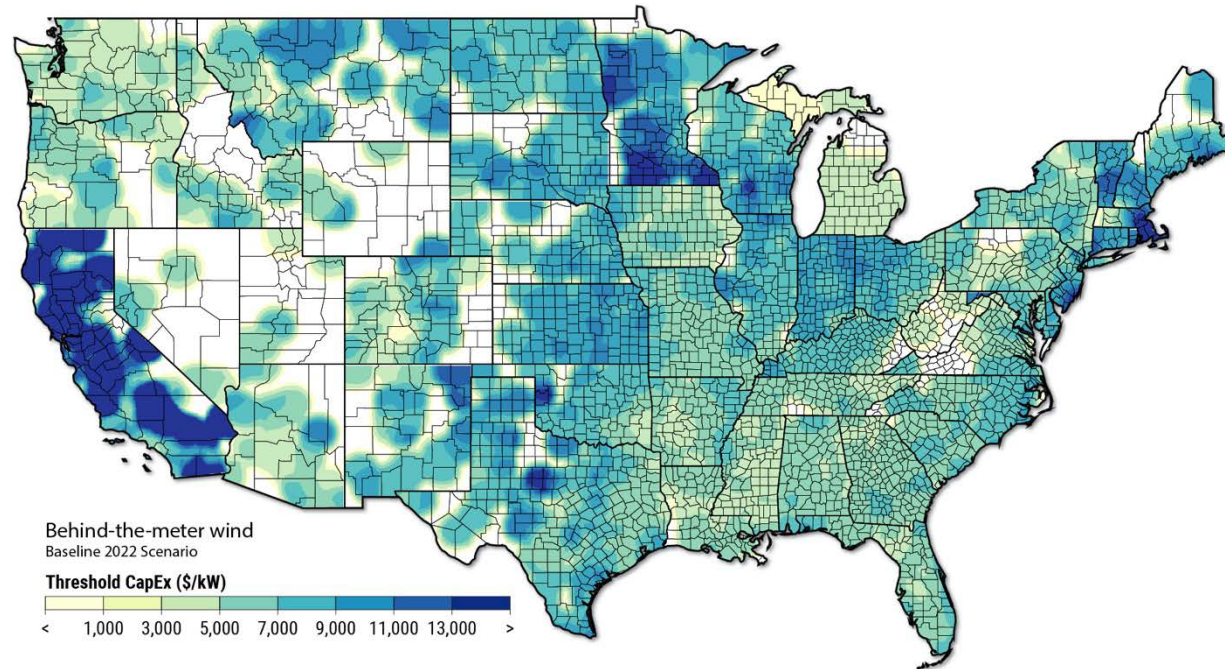 Behind-the-meter wind
Baseline 2022 Scenario
Threshold CapEx ($/kW)
< 1,000 3,000 5,000 7,000 9,000 11,000 13,000 >